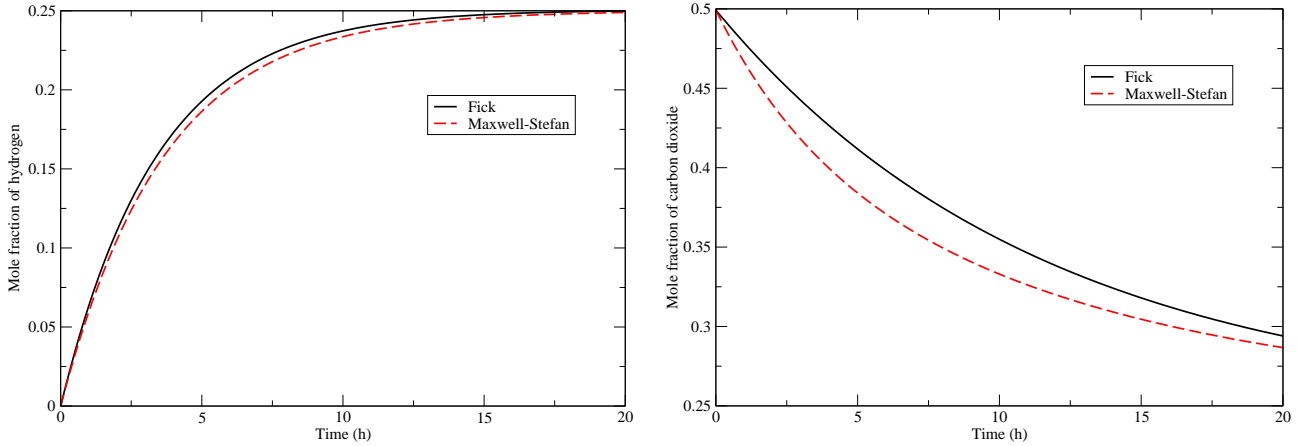 0.25
0.2
0.15
0.1
0.05
0
Mole fraction of hydrogen
Fick
Maxwell-Stefan
0
5
10
15
20
Time (h)
0.5
0.45
0.4
0.35
0.3
0.25
Mole fraction of carbon dioxide
Fick
Maxwell-Stefan
0
5
10
15
20
Time (h)